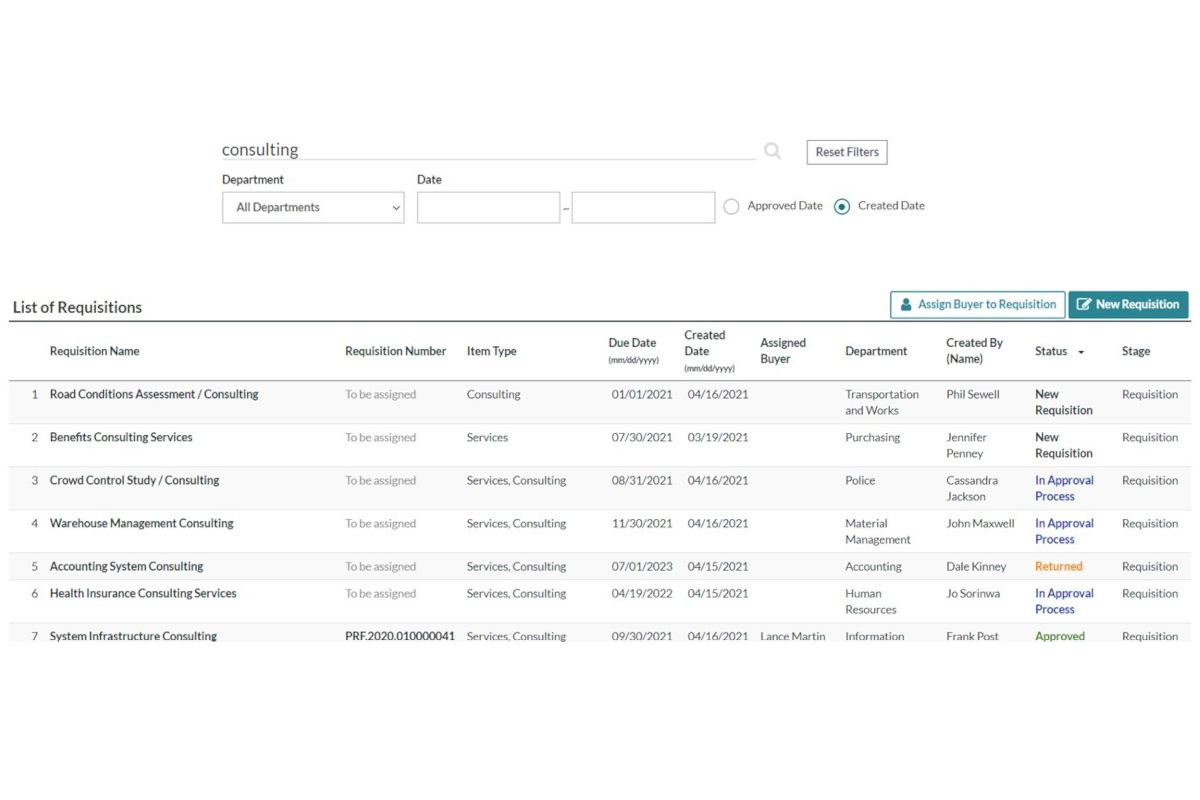 consulting
Reset Filters
Department Date
All Departments ~ Approved Date Created Date
List of Requisitions Assign Buyer to Requisition New Requisition
Requisition Name Requisition Number Item Type Due Date (mm/dd/yyyy) Created Date (mm/dd/yyyy) Assigned Buyer Department Created By (Name) Status Stage
1 Road Conditions Assessment / Consulting To be assigned Consulting 01/01/2021 04/16/2021 Transportation and Works Phil Sewell New Requisition Requisition
2 Benefits Consulting Services To be assigned Services 07/30/2021 03/19/2021 Purchasing Jennifer Penney New Requisition Requisition
3 Crowd Control Study / Consulting To be assigned Services, Consulting 08/31/2021 04/16/2021 Police Cassandra Jackson In Approval Process Requisition
4 Warehouse Management Consulting To be assigned Services, Consulting 11/30/2021 04/16/2021 Material Management John Maxwell In Approval Process Requisition
5 Accounting System Consulting To be assigned Services, Consulting 07/01/2023 04/15/2021 Accounting Dale Kinney Returned Requisition
6 Health Insurance Consulting Services To be assigned Services, Consulting 04/19/2022 04/15/2021 Human Resources Jo Sorinwa In Approval Process Requisition
7 System Infrastructure Consulting PRF.2020.010000041 Services, Consulting 09/30/2021 04/16/2021 Lance Martin Information Frank Post Approved Requisition